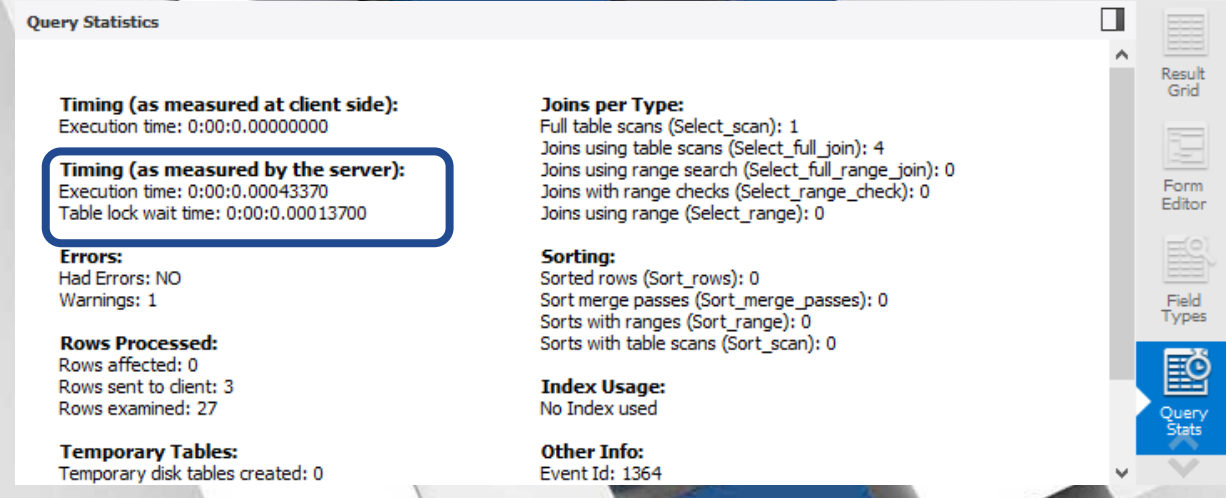 Query Statistics
Timing (as measured at client side):
Execution time: 0:00:0.00000000
Timing (as measured by the server):
Execution time: 0:00:0.00043370
Table lock wait time: 0:00:0.00013700
Errors:
Had Errors: NO
Warnings: 1
Rows Processed:
Rows affected: 0
Rows sent to client: 3
Rows examined: 27
Temporary Tables:
Temporary disk tables created: 0
Joins per Type:
Full table scans (Select_scan): 1
Joins using table scans (Select_full_join): 4
Joins using range search (Select_full_range_join): 0
Joins with range checks (Select_range_check): 0
Joins using range (Select_range): 0
Sorting:
Sorted rows (Sort_rows): 0
Sort merge passes (Sort_merge_passes): 0
Sorts with ranges (Sort_range): 0
Sorts with table scans (Sort_scan): 0
Index Usage:
No Index used
Other Info:
Event Id: 1364
Result
Grid
Form
Editor
Field
Types
Query
Stats